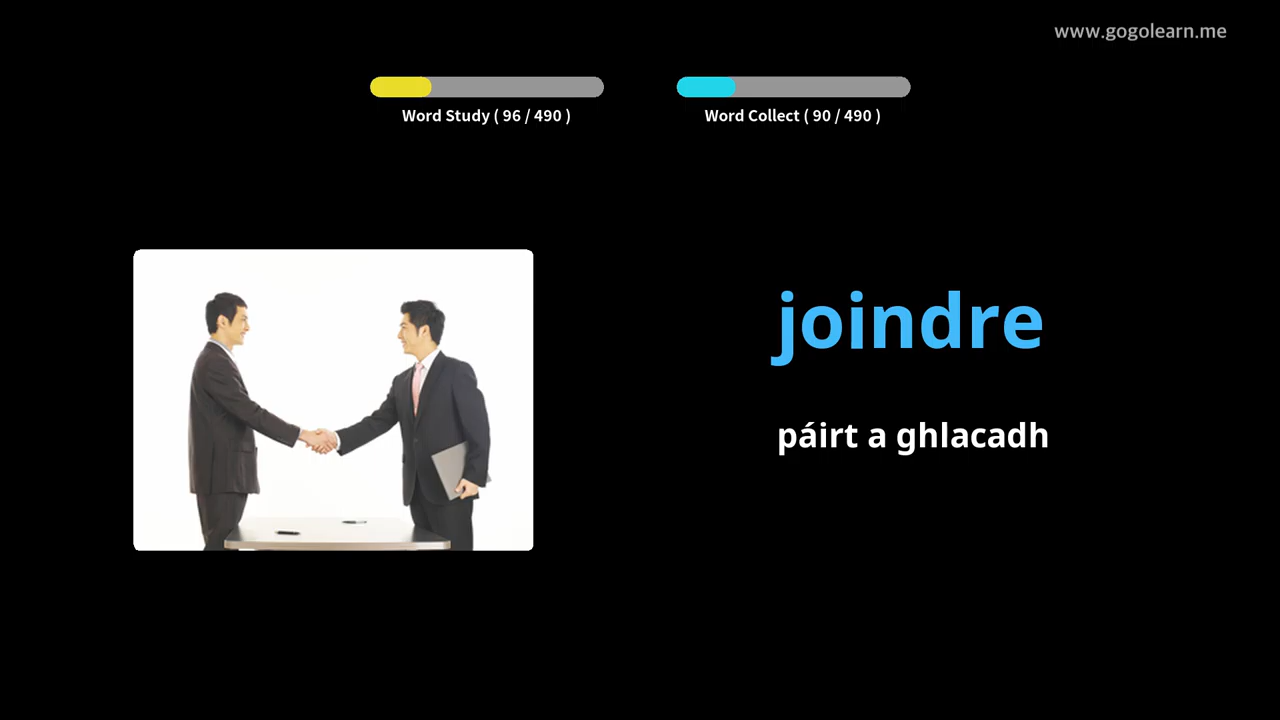 www.gogolearn.me
Word Study ( 96 / 490 )
Word Collect ( 90 / 490 )
joindre
páirt a ghlacadh